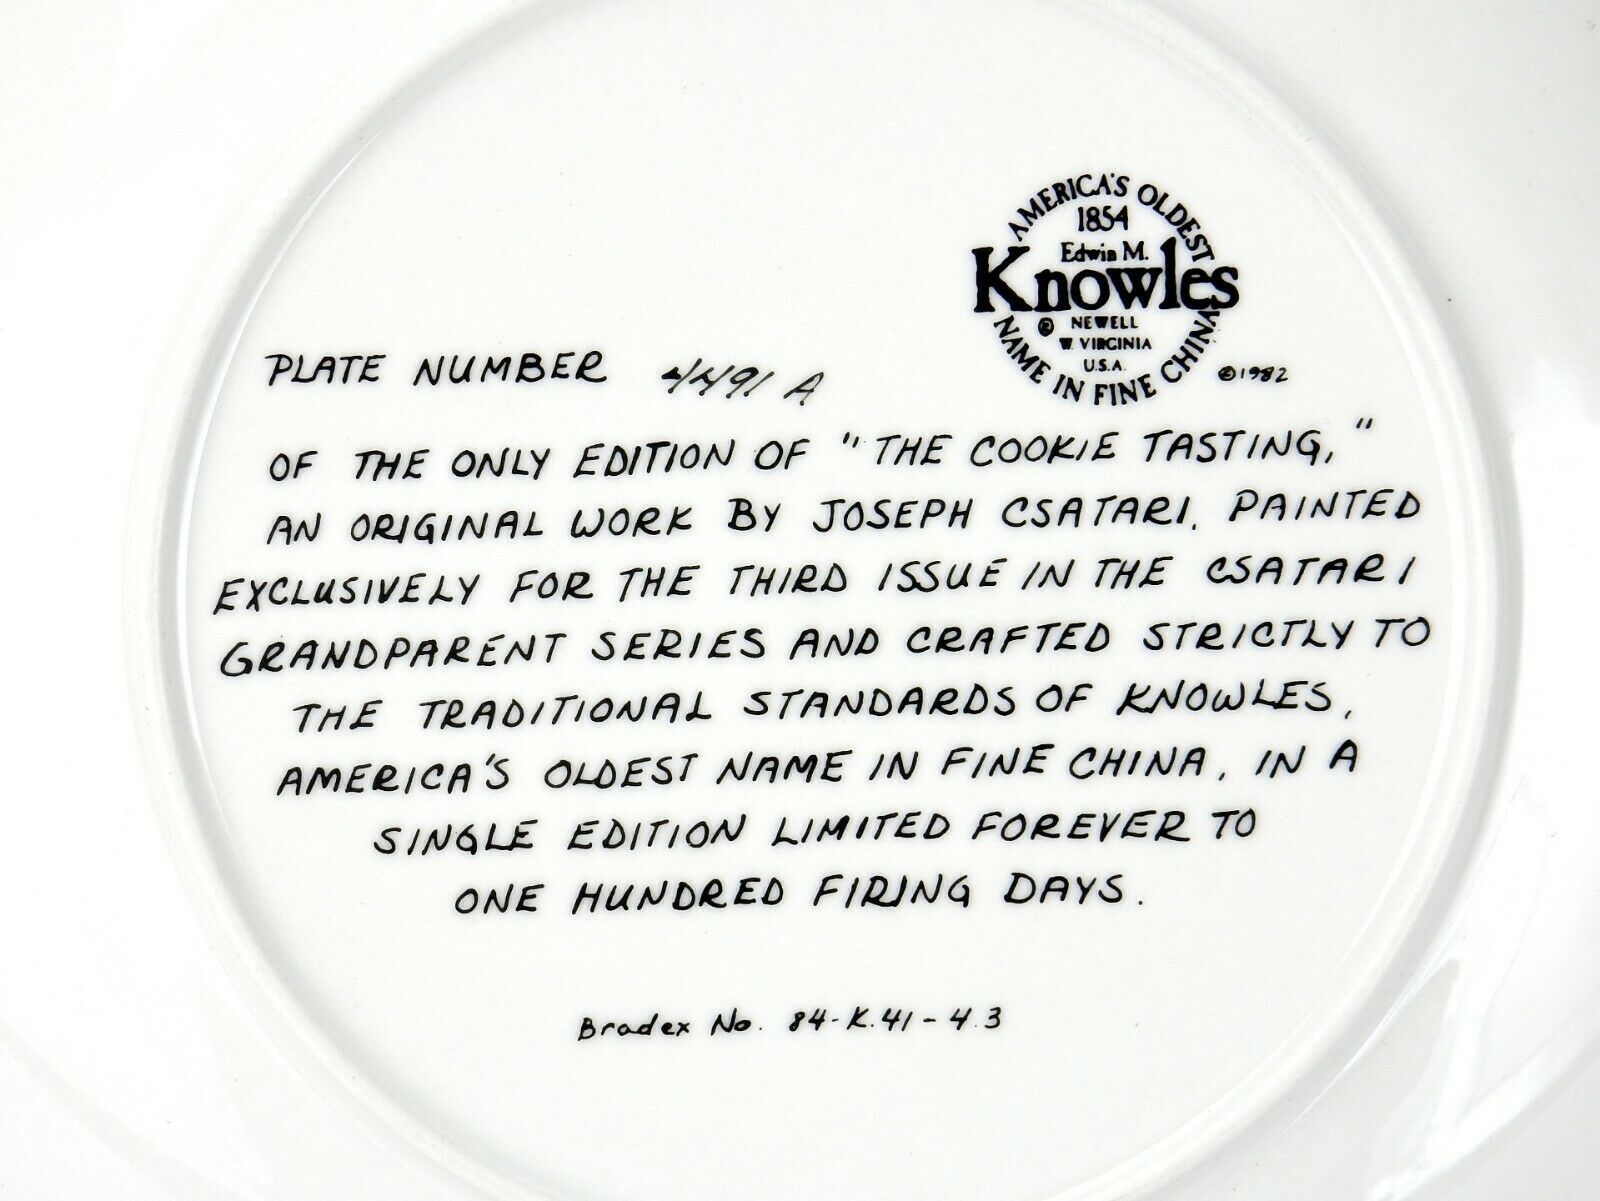 AMERICA'S OLDEST
1854
Edwin M.
Knowles
® NEWELL
W. VIRGINIA
U.S.A.
NAME IN FINE CHINA
©1982
PLATE NUMBER 4491 A
OF THE ONLY EDITION OF "THE COOKIE TASTING,"
AN ORIGINAL WORK BY JOSEPH CSATARI, PAINTED
EXCLUSIVELY FOR THE THIRD ISSUE IN THE CSATARI
GRANDPARENT SERIES AND CRAFTED STRICTLY TO
THE TRADITIONAL STANDARDS OF KNOWLES,
AMERICA'S OLDEST NAME IN FINE CHINA, IN A
SINGLE EDITION LIMITED FOREVER TO
ONE HUNDRED FIRING DAYS.
Bradex No. 84-K.41-4.3